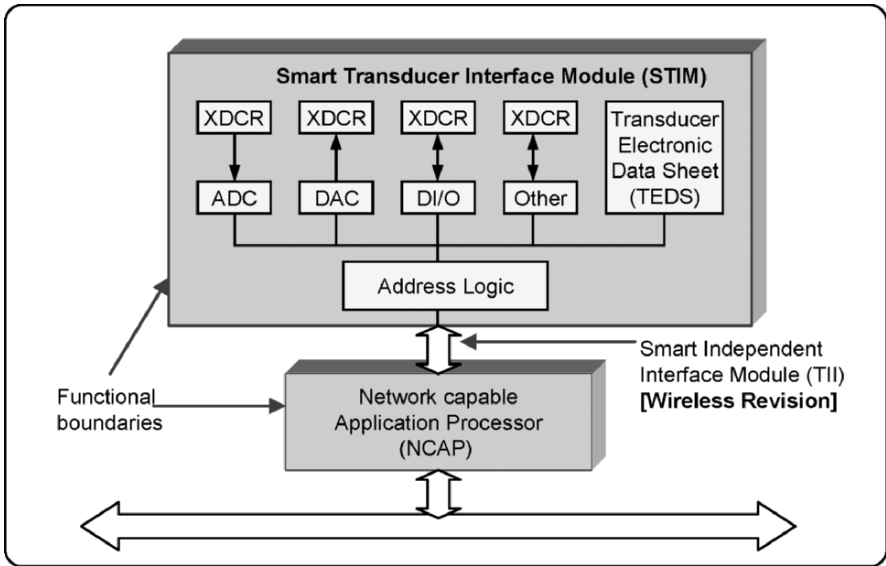 Smart Transducer Interface Module (STIM)
XDCR XDCR XDCR XDCR
Transducer
Electronic
Data Sheet
(TEDS)
ADC DAC DI/O Other
Address Logic
Smart Independent
Interface Module (TII)
[Wireless Revision]
Functional
boundaries
Network capable
Application Processor
(NCAP)